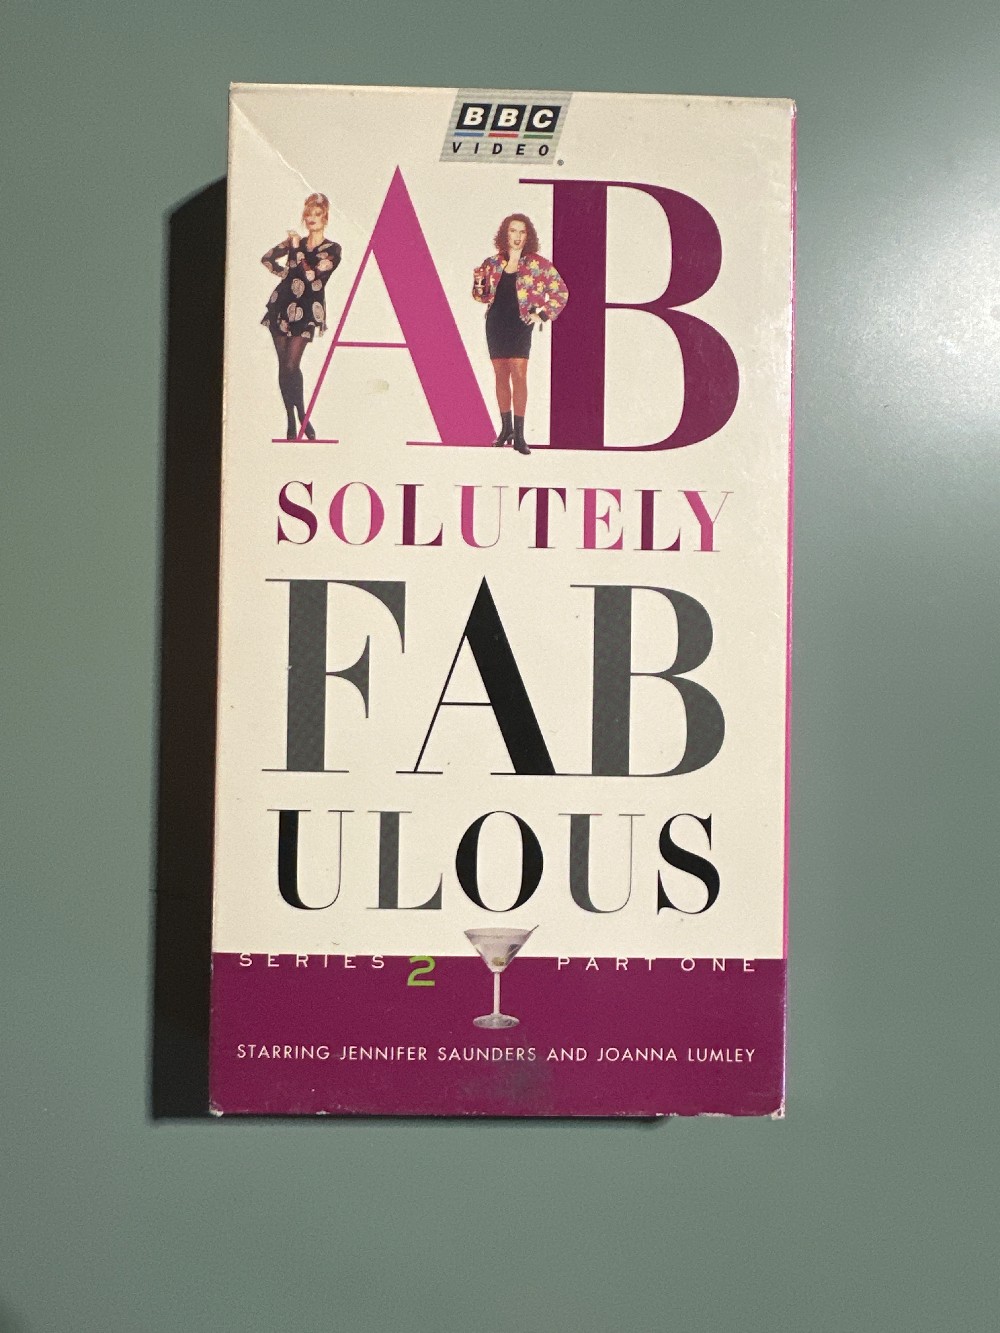 BBC
VIDEO
AB
SOLUTELY
FAB
ULOUS
SERIES 2 PART ONE
STARRING JENNIFER SAUNDERS AND JOANNA LUMLEY